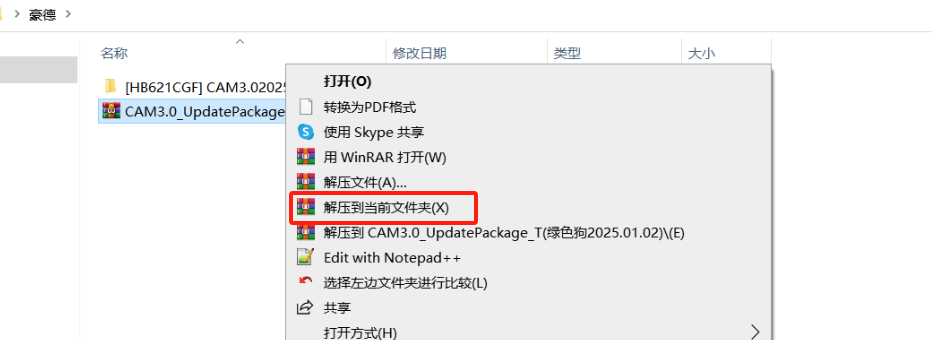 豪德
名称 修改日期 类型 大小
[HB621CGF] CAM3.02025
CAM3.0_UpdatePackage_
打开(O)
转换为PDF格式
使用 Skype 共享
用 WinRAR 打开(W)
解压文件(A)...
解压到当前文件夹(X)
解压到 CAM3.0_UpdatePackage_T(绿色狗2025.01.02)\(E)
Edit with Notepad++
选择左边文件夹进行比较(L)
共享
打开方式(H)